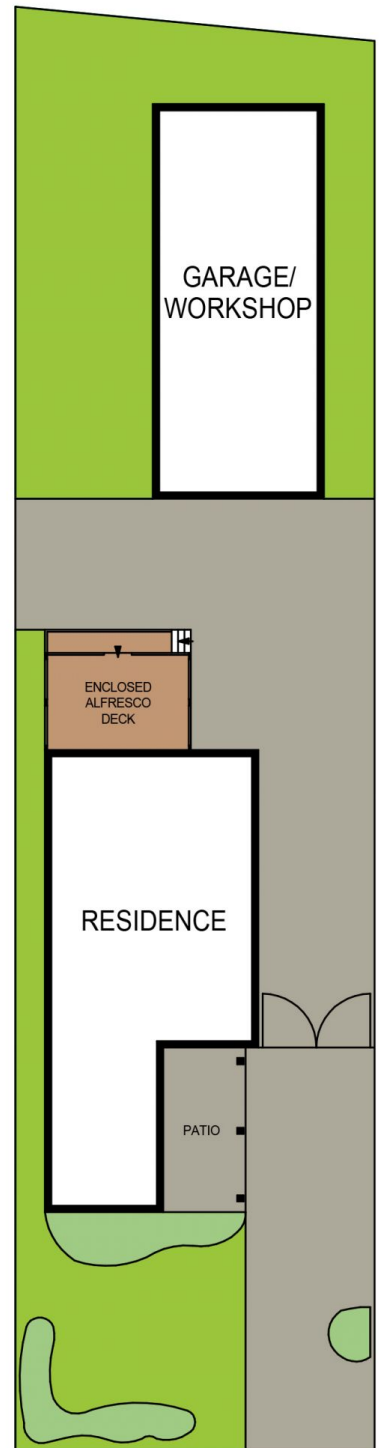 GARAGE/
WORKSHOP
ENCLOSED
ALFRESCO
DECK
RESIDENCE
PATIO